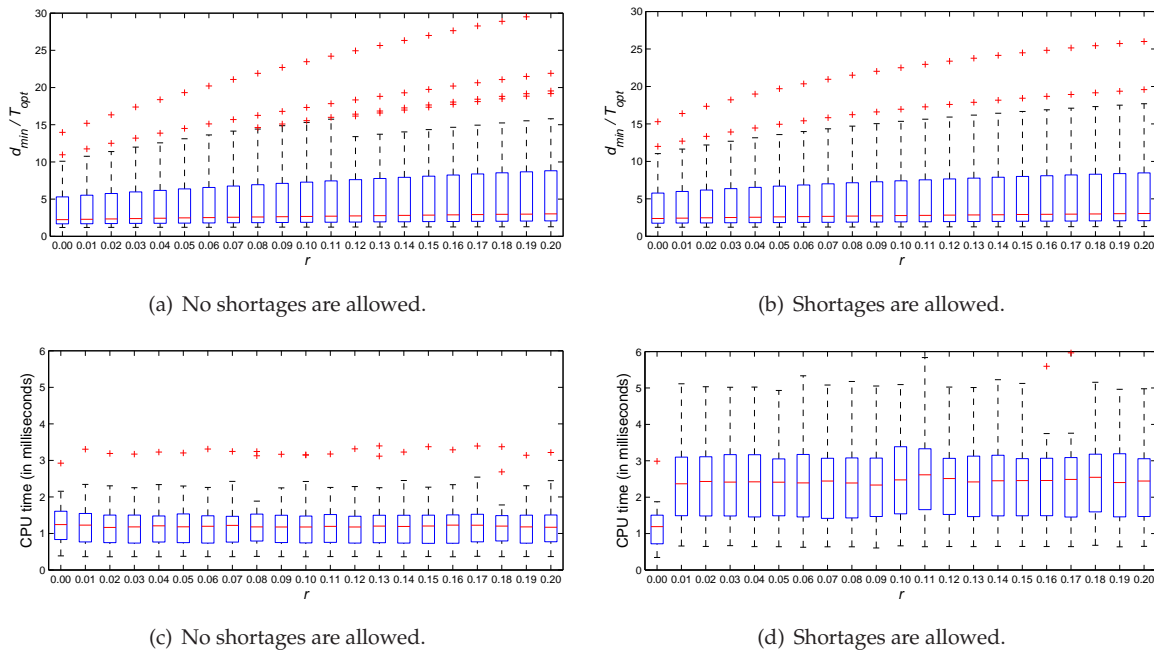 30
25
20
15
10
5
0
d_min / T_opt
0.00 0.01 0.02 0.03 0.04 0.05 0.06 0.07 0.08 0.09 0.10 0.11 0.12 0.13 0.14 0.15 0.16 0.17 0.18 0.19 0.20
r
(a) No shortages are allowed.
30
25
20
15
10
5
0
d_min / T_opt
0.00 0.01 0.02 0.03 0.04 0.05 0.06 0.07 0.08 0.09 0.10 0.11 0.12 0.13 0.14 0.15 0.16 0.17 0.18 0.19 0.20
r
(b) Shortages are allowed.
6
5
4
3
2
1
0
CPU time (in milliseconds)
0.00 0.01 0.02 0.03 0.04 0.05 0.06 0.07 0.08 0.09 0.10 0.11 0.12 0.13 0.14 0.15 0.16 0.17 0.18 0.19 0.20
r
(c) No shortages are allowed.
6
5
4
3
2
1
0
CPU time (in milliseconds)
0.00 0.01 0.02 0.03 0.04 0.05 0.06 0.07 0.08 0.09 0.10 0.11 0.12 0.13 0.14 0.15 0.16 0.17 0.18 0.19 0.20
r
(d) Shortages are allowed.